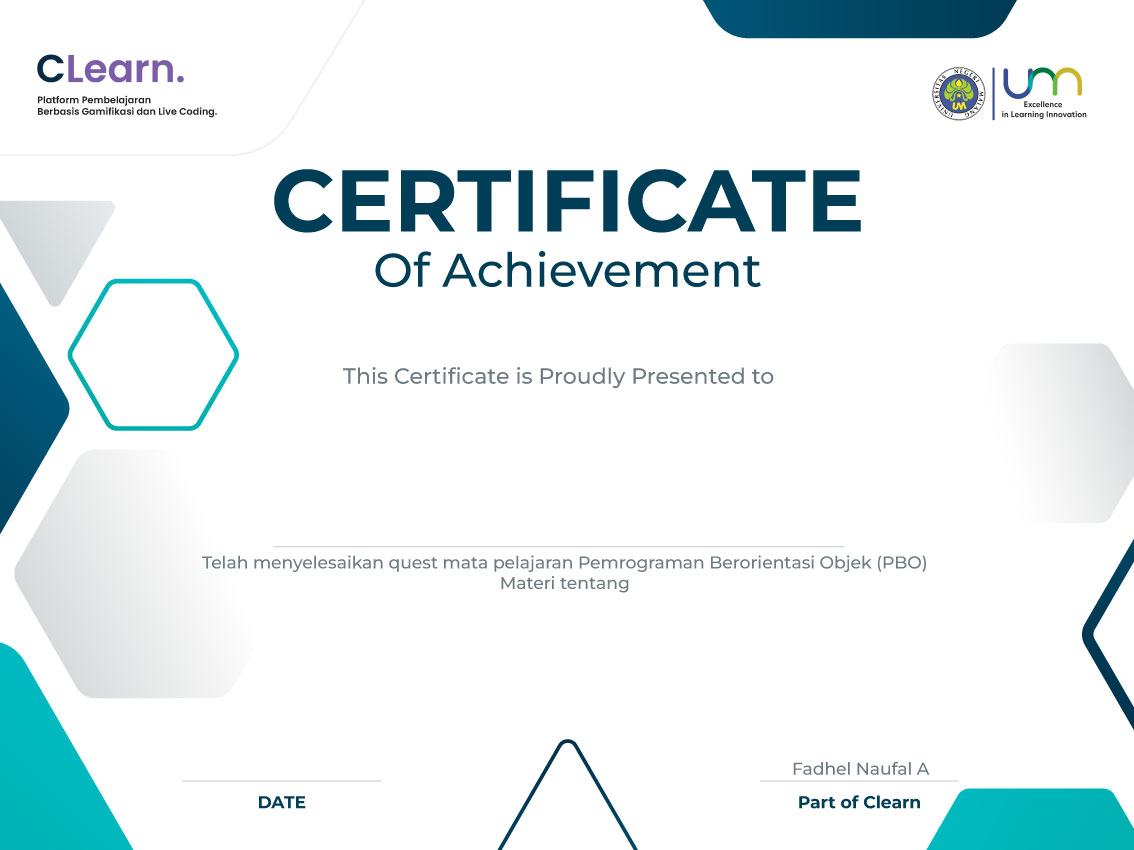 CLearn.
Platform Pembelajaran
Berbasis Gamifikasi dan Live Coding.
UNIVERSITAS NEGERI MALANG
UM
um
Excellence
in Learning Innovation
CERTIFICATE
Of Achievement
This Certificate is Proudly Presented to
Telah menyelesaikan quest mata pelajaran Pemrograman Berorientasi Objek (PBO)
Materi tentang
Fadhel Naufal A
DATE
Part of Clearn